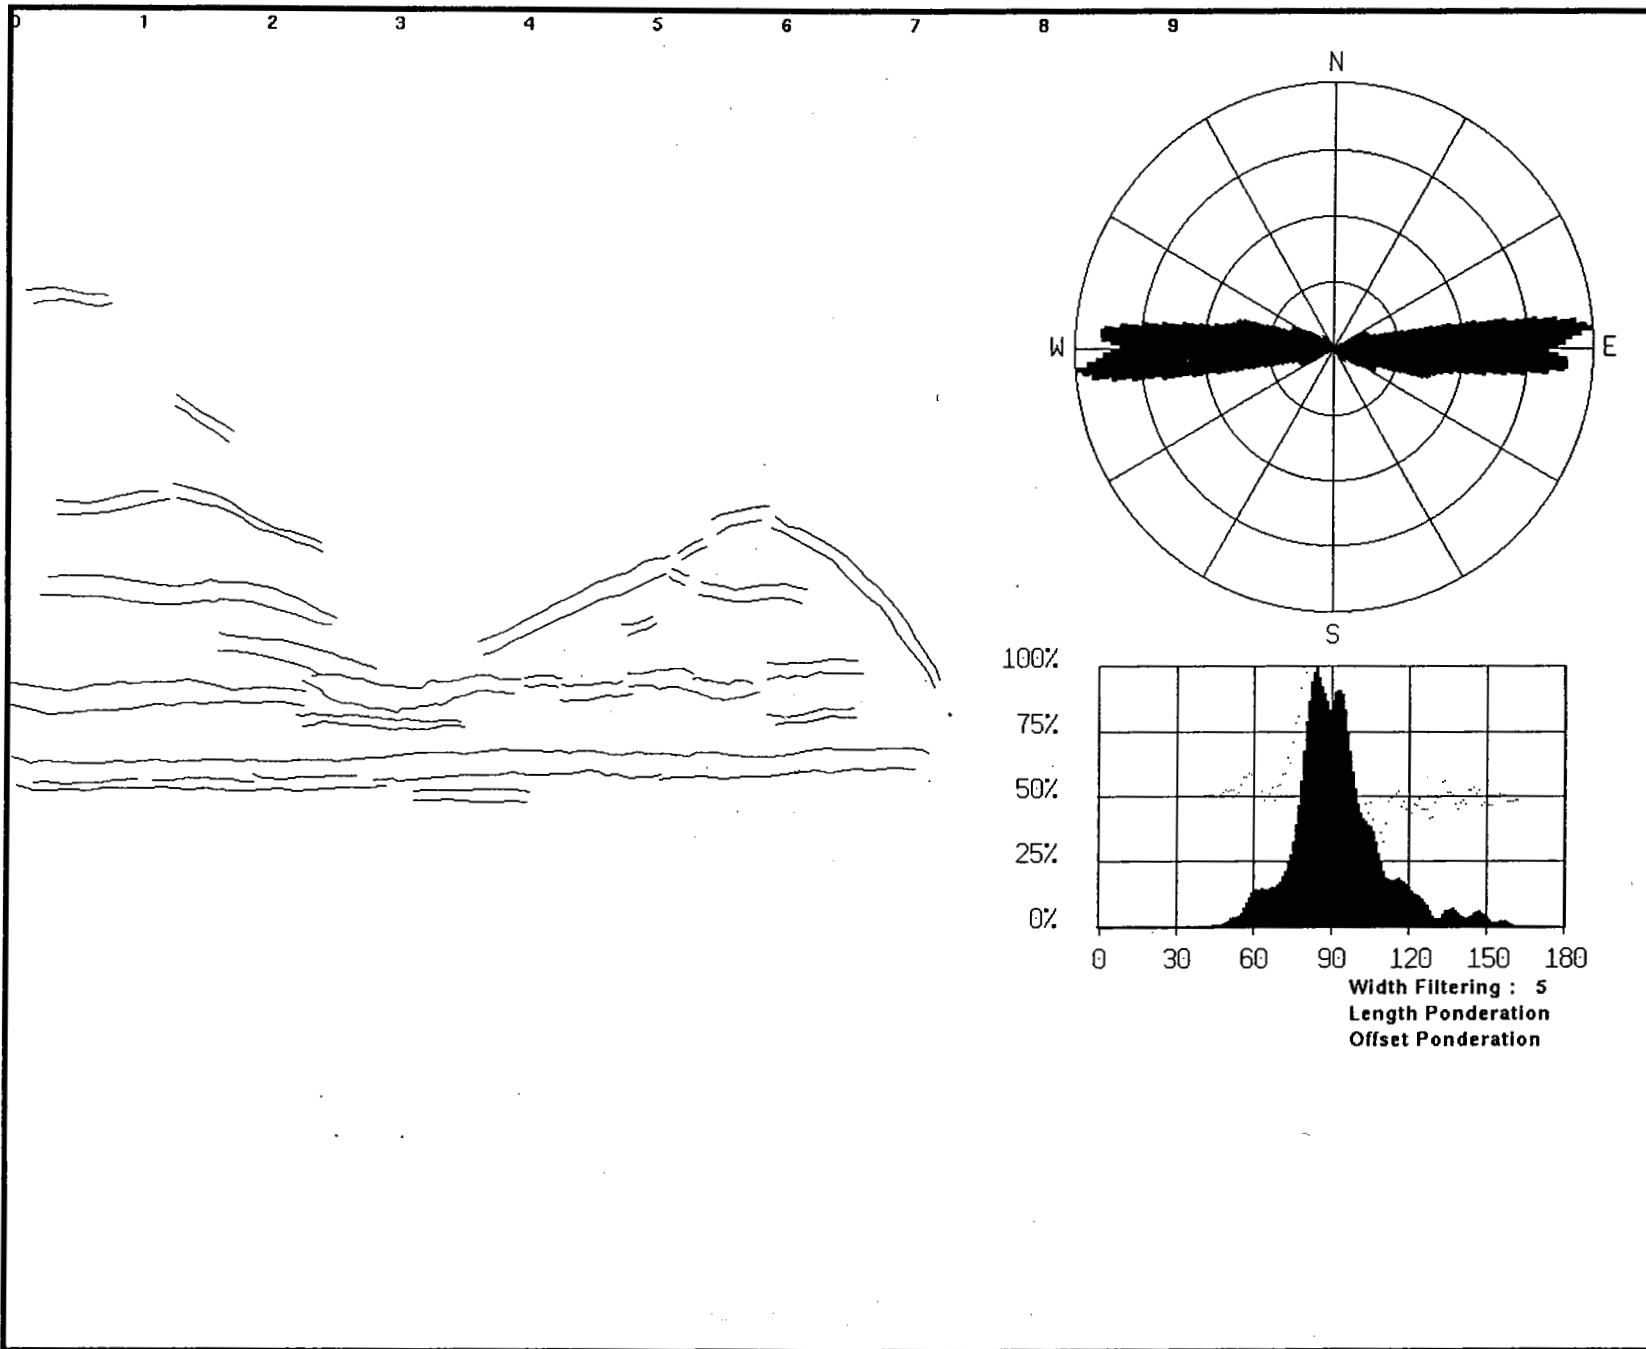 0 1 2 3 4 5 6 7 8 9
N
W E
S
100%
75%
50%
25%
0%
0 30 60 90 120 150 180
Width Filtering : 5
Length Ponderation
Offset Ponderation